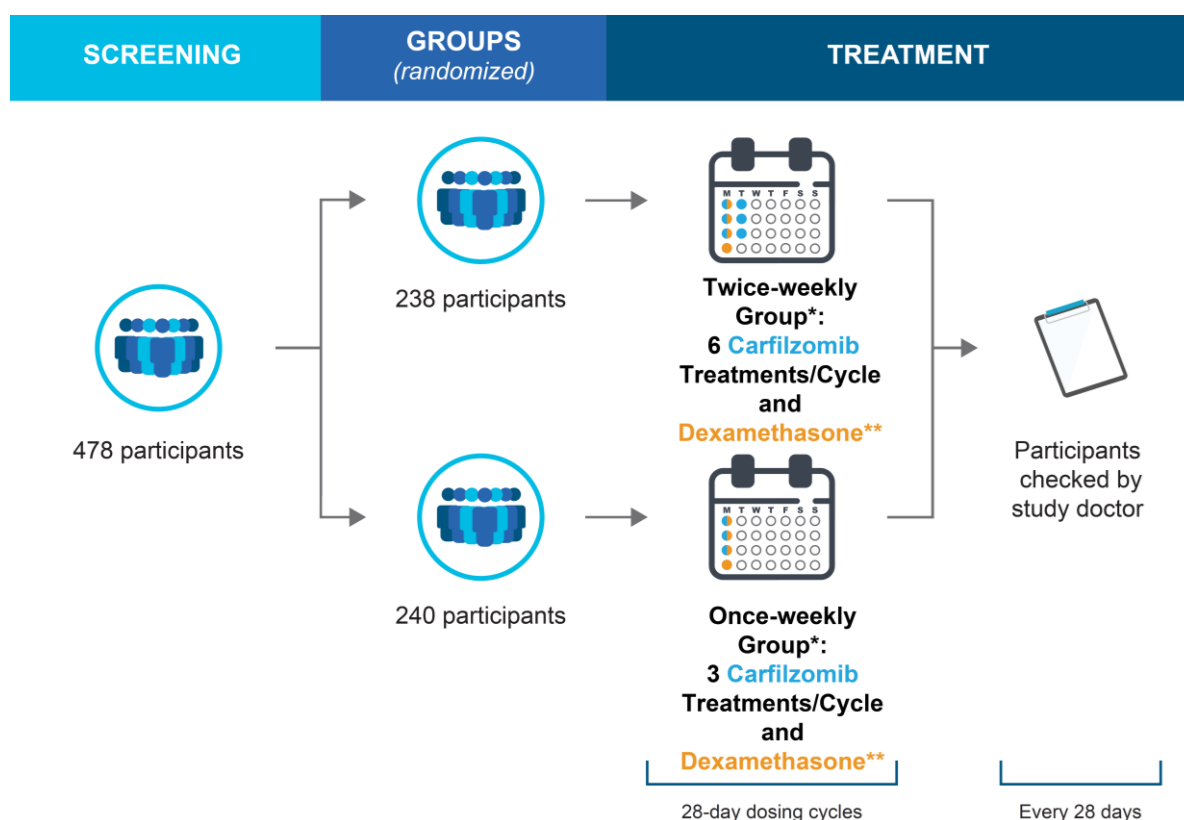 SCREENING
GROUPS
(randomized)
TREATMENT
478 participants
238 participants
M T W T F S S
Twice-weekly
Group*:
6 Carfilzomib
Treatments/Cycle
and
Dexamethasone**
240 participants
M T W T F S S
Once-weekly
Group*:
3 Carfilzomib
Treatments/Cycle
and
Dexamethasone**
28-day dosing cycles
Participants
checked by
study doctor
Every 28 days